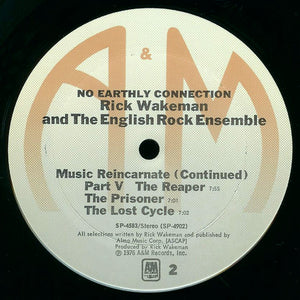 &
A M
NO EARTHLY CONNECTION
Rick Wakeman
and The English Rock Ensemble
Music Reincarnate (Continued)
Part V The Reaper 7:55
The Prisoner 7:01
The Lost Cycle 7:02
SP-4583/Stereo (SP-4902)
All selections written by Rick Wakeman and published by
Almo Music Corp. (ASCAP)
Produced by Rick Wakeman
℗ 1976 A&M Records, Inc.
A&M
2